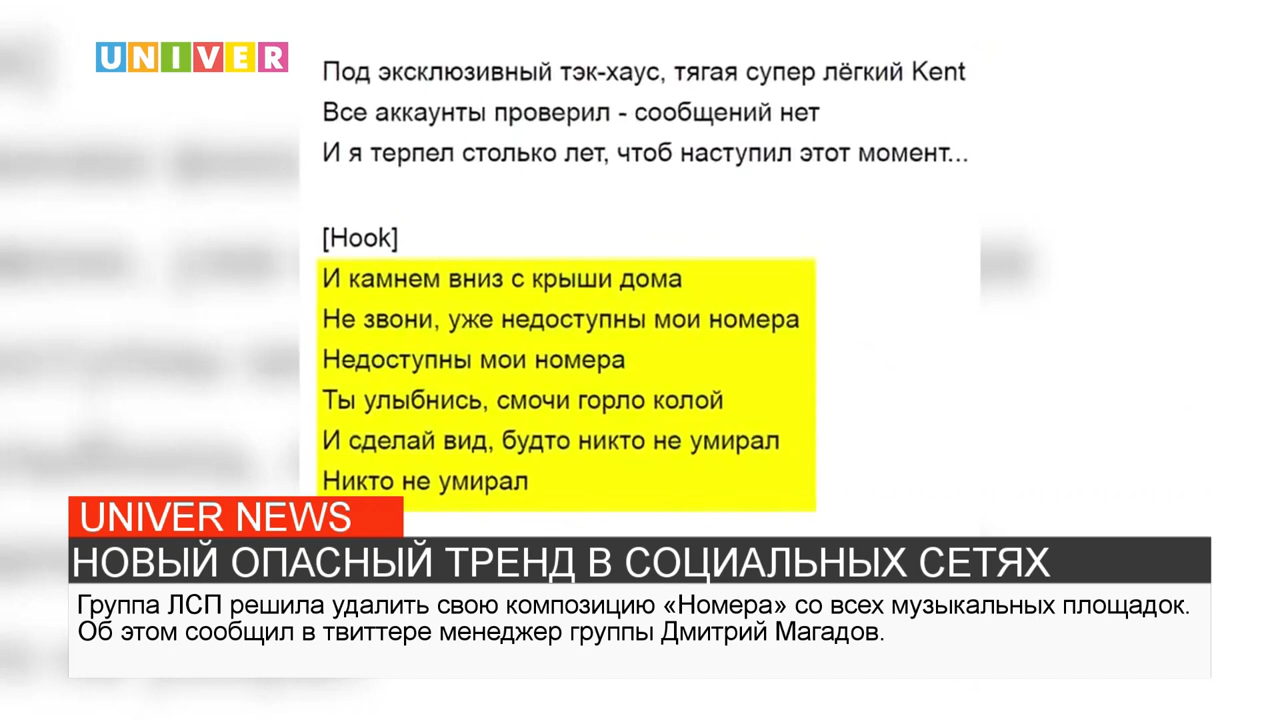 UNIVER
Под эксклюзивный тэк-хаус, тягая супер лёгкий Kent
Все аккаунты проверил - сообщений нет
И я терпел столько лет, чтоб наступил этот момент...
[Hook]
И камнем вниз с крыши дома
Не звони, уже недоступны мои номера
Недоступны мои номера
Ты улыбнись, смочи горло колой
И сделай вид, будто никто не умирал
Никто не умирал
UNIVER NEWS
НОВЫЙ ОПАСНЫЙ ТРЕНД В СОЦИАЛЬНЫХ СЕТЯХ
Группа ЛСП решила удалить свою композицию «Номера» со всех музыкальных площадок.
Об этом сообщил в твиттере менеджер группы Дмитрий Магадов.